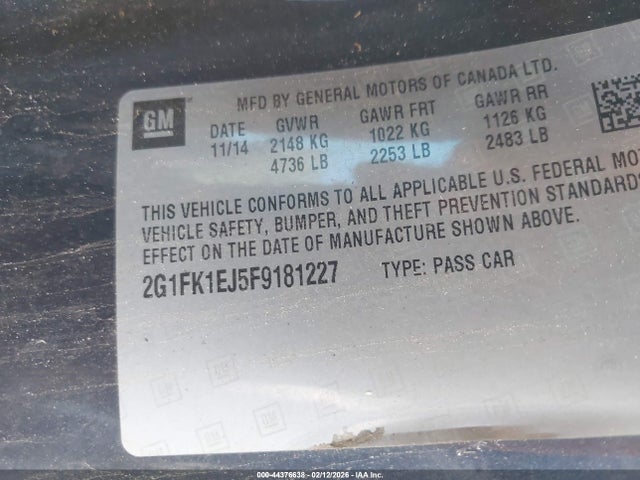 MFD BY GENERAL MOTORS OF CANADA LTD.
GM
DATE GVWR GAWR FRT GAWR RR
11/14 2148 KG 1022 KG 1126 KG
4736 LB 2253 LB 2483 LB
THIS VEHICLE CONFORMS TO ALL APPLICABLE U.S. FEDERAL MOT
VEHICLE SAFETY, BUMPER, AND THEFT PREVENTION STANDARDS
EFFECT ON THE DATE OF MANUFACTURE SHOWN ABOVE.
2G1FK1EJ5F9181227 TYPE: PASS CAR
000-44376638 - 02/12/2026 - COPART, INC.